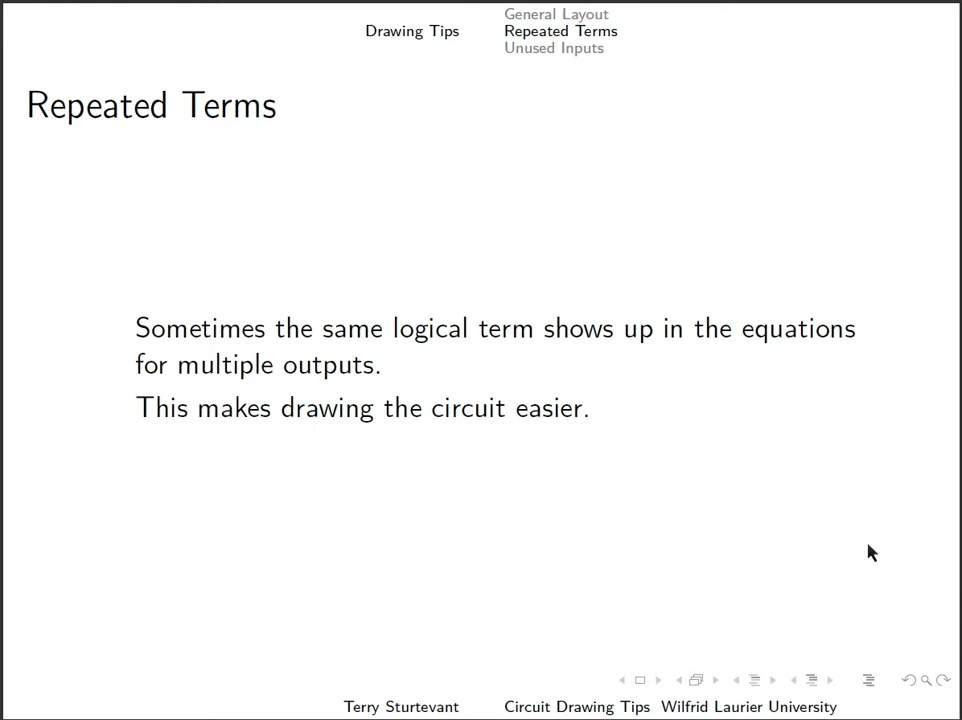 General Layout
Drawing Tips Repeated Terms
Unused Inputs
Repeated Terms
Sometimes the same logical term shows up in the equations
for multiple outputs.
This makes drawing the circuit easier.
Terry Sturtevant Circuit Drawing Tips Wilfrid Laurier University